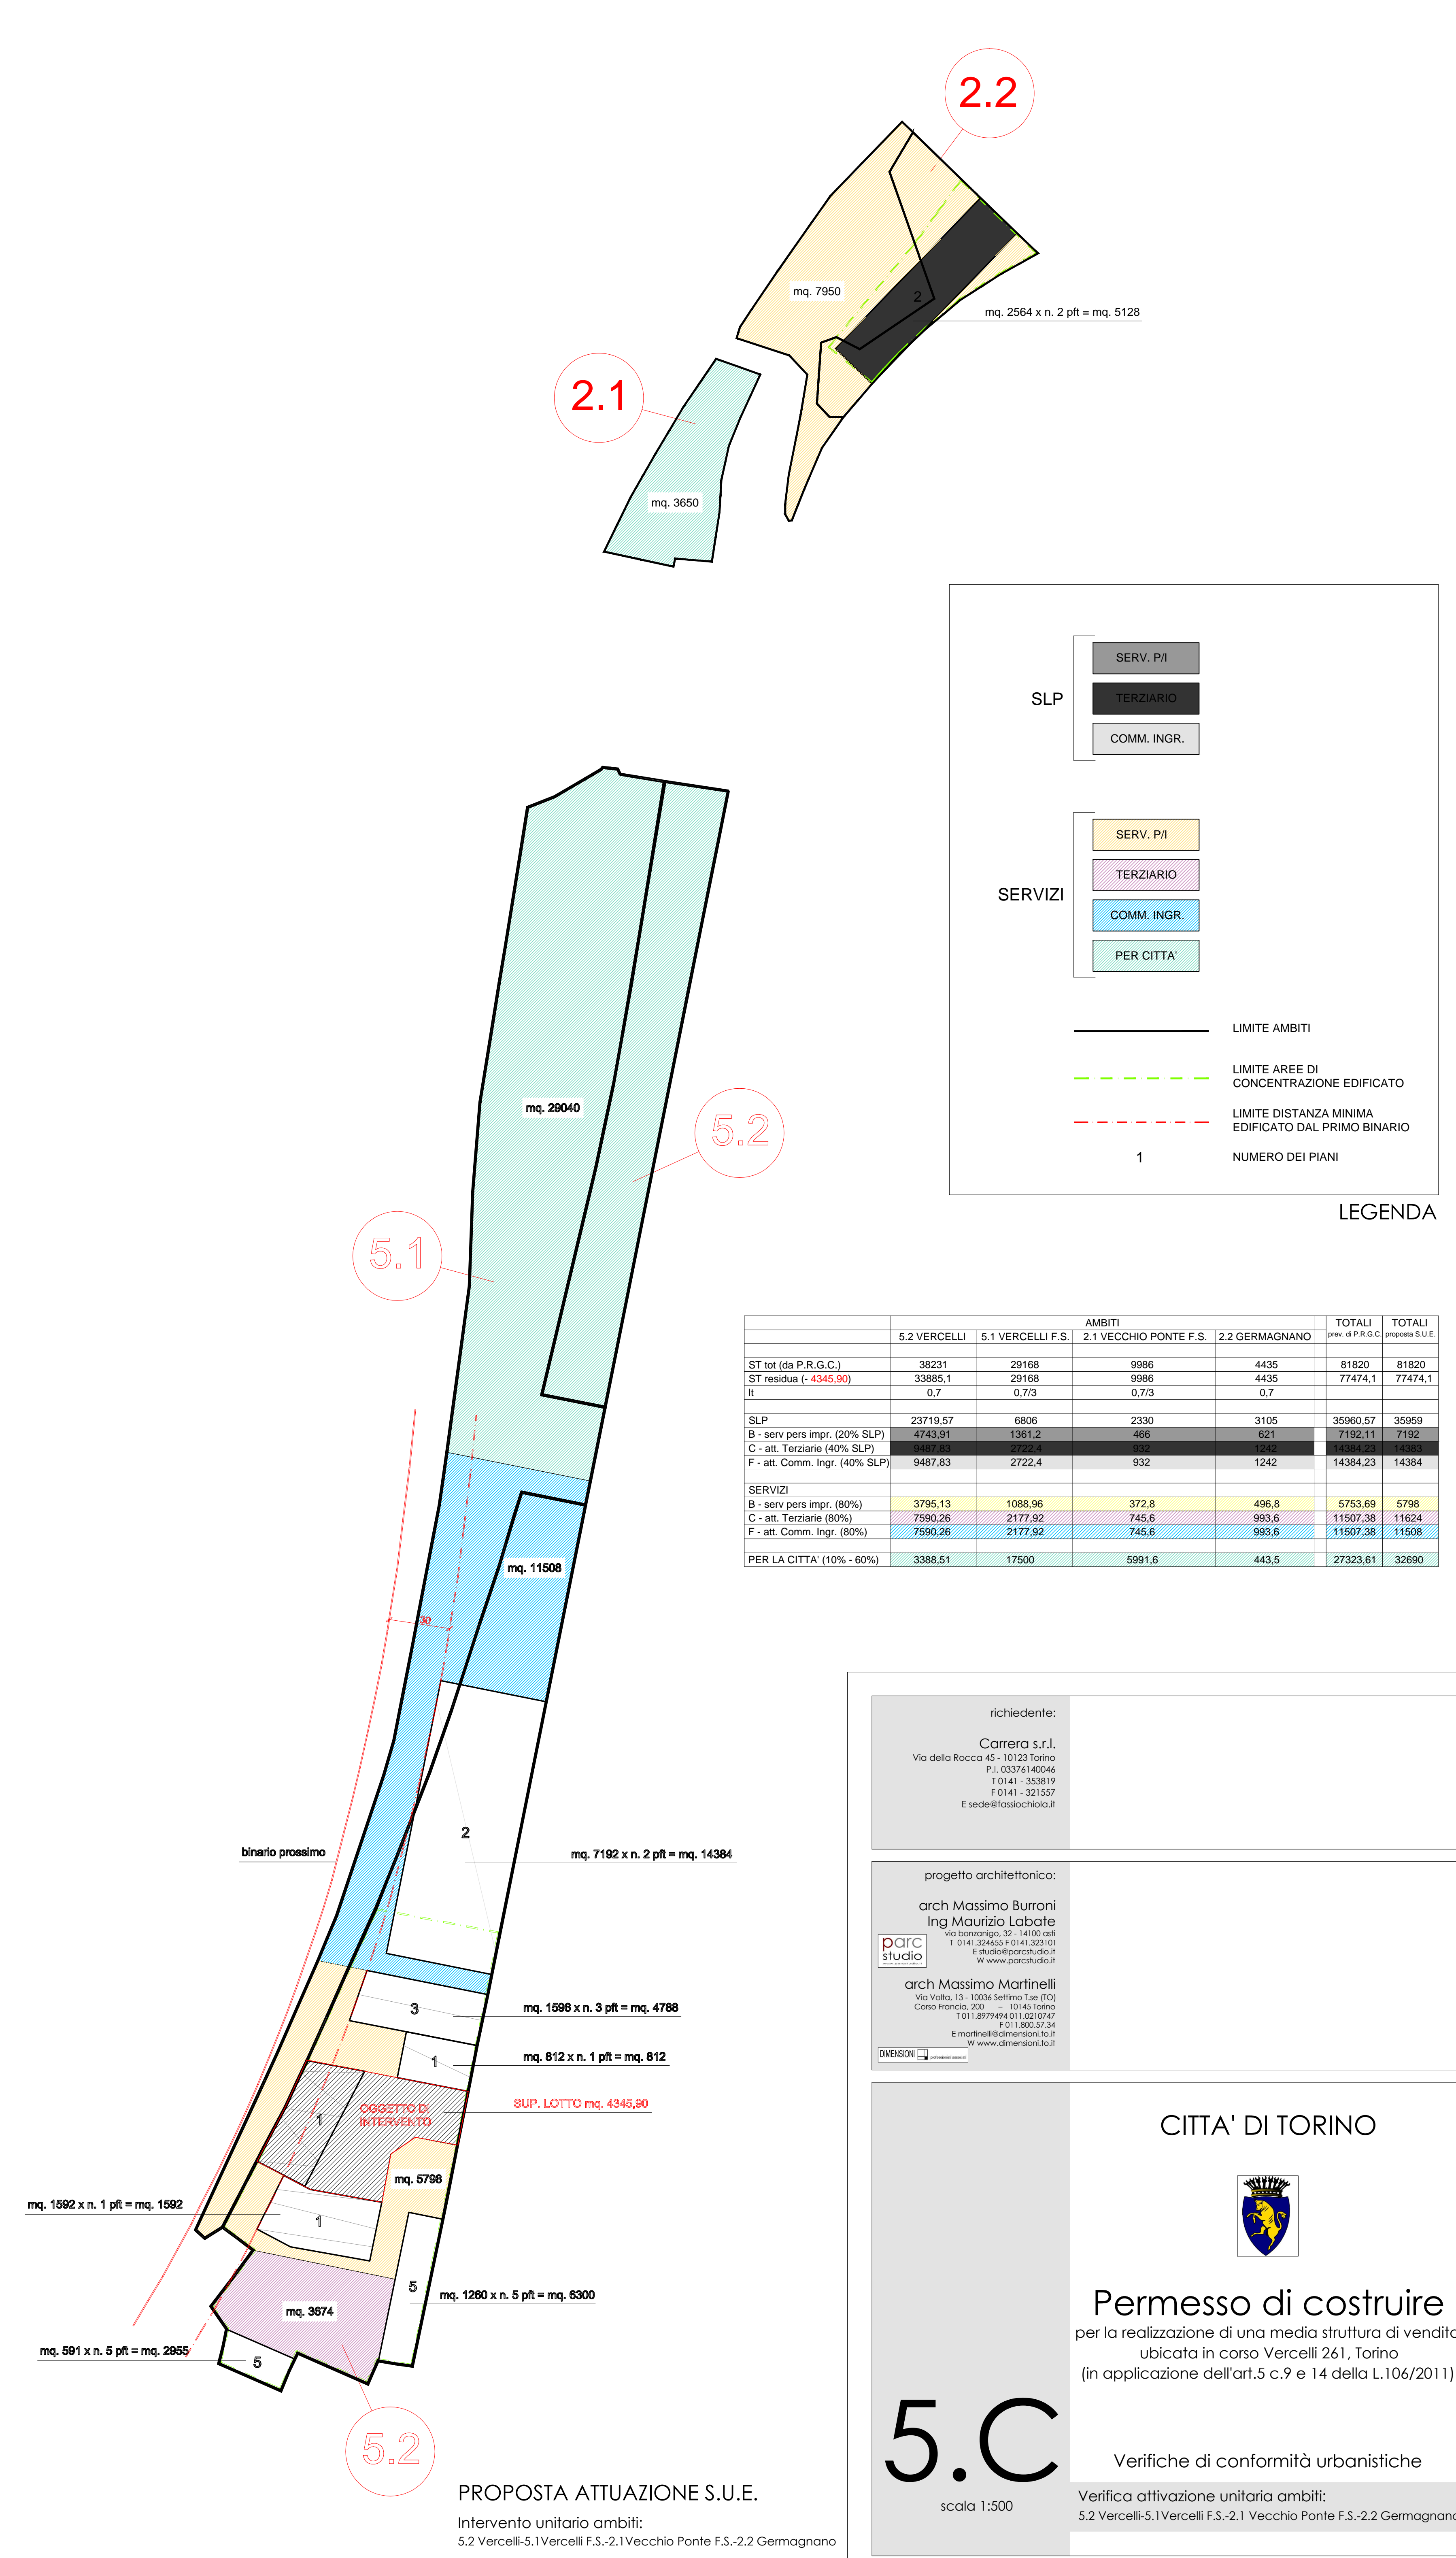 2.2
mq. 7950
2
mq. 2564 x n. 2 pft = mq. 5128
2.1
mq. 3650
SLP
SERV. P/I
TERZIARIO
COMM. INGR.
SERVIZI
SERV. P/I
TERZIARIO
COMM. INGR.
PER CITTA'
LIMITE AMBITI
LIMITE AREE DI
CONCENTRAZIONE EDIFICATO
LIMITE DISTANZA MINIMA
EDIFICATO DAL PRIMO BINARIO
1 NUMERO DEI PIANI
LEGENDA
mq. 29040
5.2
5.1
AMBITI TOTALI TOTALI
5.2 VERCELLI 5.1 VERCELLI F.S. 2.1 VECCHIO PONTE F.S. 2.2 GERMAGNANO prev. di P.R.G.C. proposta S.U.E.
ST tot (da P.R.G.C.) 38231 29168 9986 4435 81820 81820
ST residua (- 4345,90) 33885,1 29168 9986 4435 77474,1 77474,1
It 0,7 0,7/3 0,7/3 0,7
SLP 23719,57 6806 2330 3105 35960,57 35959
B - serv pers impr. (20% SLP) 4743,91 1361,2 466 621 7192,11 7192
C - att. Terziarie (40% SLP) 9487,83 2722,4 932 1242 14384,23 14383
F - att. Comm. Ingr. (40% SLP) 9487,83 2722,4 932 1242 14384,23 14384
SERVIZI
B - serv pers impr. (80%) 3795,13 1088,96 372,8 496,8 5753,69 5798
C - att. Terziarie (80%) 7590,26 2177,92 745,6 993,6 11507,38 11624
F - att. Comm. Ingr. (80%) 7590,26 2177,92 745,6 993,6 11507,38 11508
PER LA CITTA' (10% - 60%) 3388,51 17500 5991,6 443,5 27323,61 32690
mq. 11508
30
2
binario prossimo
mq. 7192 x n. 2 pft = mq. 14384
3
mq. 1596 x n. 3 pft = mq. 4788
1
mq. 812 x n. 1 pft = mq. 812
OGGETTO DI
INTERVENTO
1
SUP. LOTTO mq. 4345,90
mq. 5798
mq. 1592 x n. 1 pft = mq. 1592
1
5
mq. 1260 x n. 5 pft = mq. 6300
mq. 3674
mq. 591 x n. 5 pft = mq. 2955
5
5.2
PROPOSTA ATTUAZIONE S.U.E.
Intervento unitario ambiti:
5.2 Vercelli-5.1Vercelli F.S.-2.1Vecchio Ponte F.S.-2.2 Germagnano
richiedente:
Carrera s.r.l.
Via della Rocca 45 - 10123 Torino
P.I. 03376140046
T 0141 - 353819
F 0141 - 321557
E sede@fassiochiola.it
progetto architettonico:
arch Massimo Burroni
Ing Maurizio Labate
via bonzanigo, 32 - 14100 asti
T 0141.324655 F 0141.323101
E studio@parcstudio.it
W www.parcstudio.it
parc
studio
arch Massimo Martinelli
Via Volta, 13 - 10036 Settimo T.se (TO)
Corso Francia, 200 – 10145 Torino
T 011.8979494 011.0210747
F 011.800.57.34
E martinelli@dimensioni.to.it
W www.dimensioni.to.it
DIMENSIONI
CITTA' DI TORINO
Permesso di costruire
per la realizzazione di una media struttura di vendita
ubicata in corso Vercelli 261, Torino
(in applicazione dell'art.5 c.9 e 14 della L.106/2011)
5.C
scala 1:500
Verifiche di conformità urbanistiche
Verifica attivazione unitaria ambiti:
5.2 Vercelli-5.1Vercelli F.S.-2.1 Vecchio Ponte F.S.-2.2 Germagnano